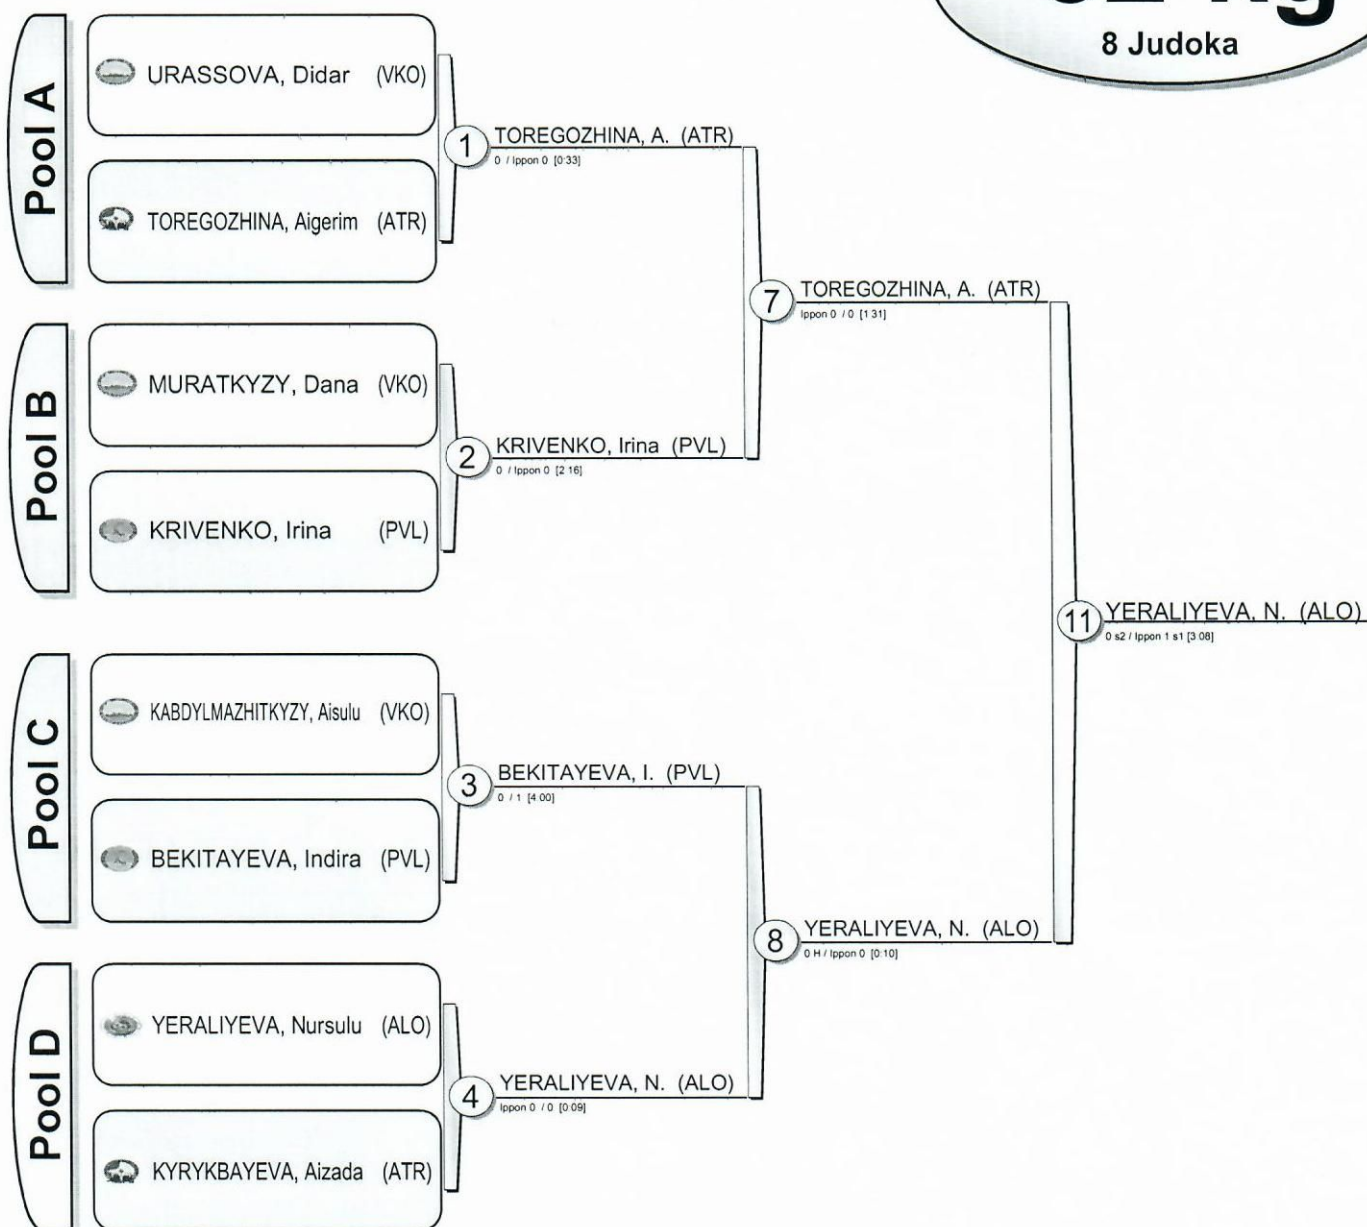 8 Judoka
Pool A
URASSOVA, Didar (VKO)
TOREGOZHINA, Aigerim (ATR)
1
TOREGOZHINA, A. (ATR)
0 / Ippon 0 [0:33]
Pool B
MURATKYZY, Dana (VKO)
KRIVENKO, Irina (PVL)
2
KRIVENKO, Irina (PVL)
0 / Ippon 0 [2 16]
7
TOREGOZHINA, A. (ATR)
Ippon 0 / 0 [1 31]
Pool C
KABDYLMAZHITKYZY, Aisulu (VKO)
BEKITAYEVA, Indira (PVL)
3
BEKITAYEVA, I. (PVL)
0 / 1 [4 00]
Pool D
YERALIYEVA, Nursulu (ALO)
KYRYKBAYEVA, Aizada (ATR)
4
YERALIYEVA, N. (ALO)
Ippon 0 / 0 [0 09]
8
YERALIYEVA, N. (ALO)
0 H / Ippon 0 [0:10]
11
YERALIYEVA, N. (ALO)
0 s2 / Ippon 1 s1 [3 08]